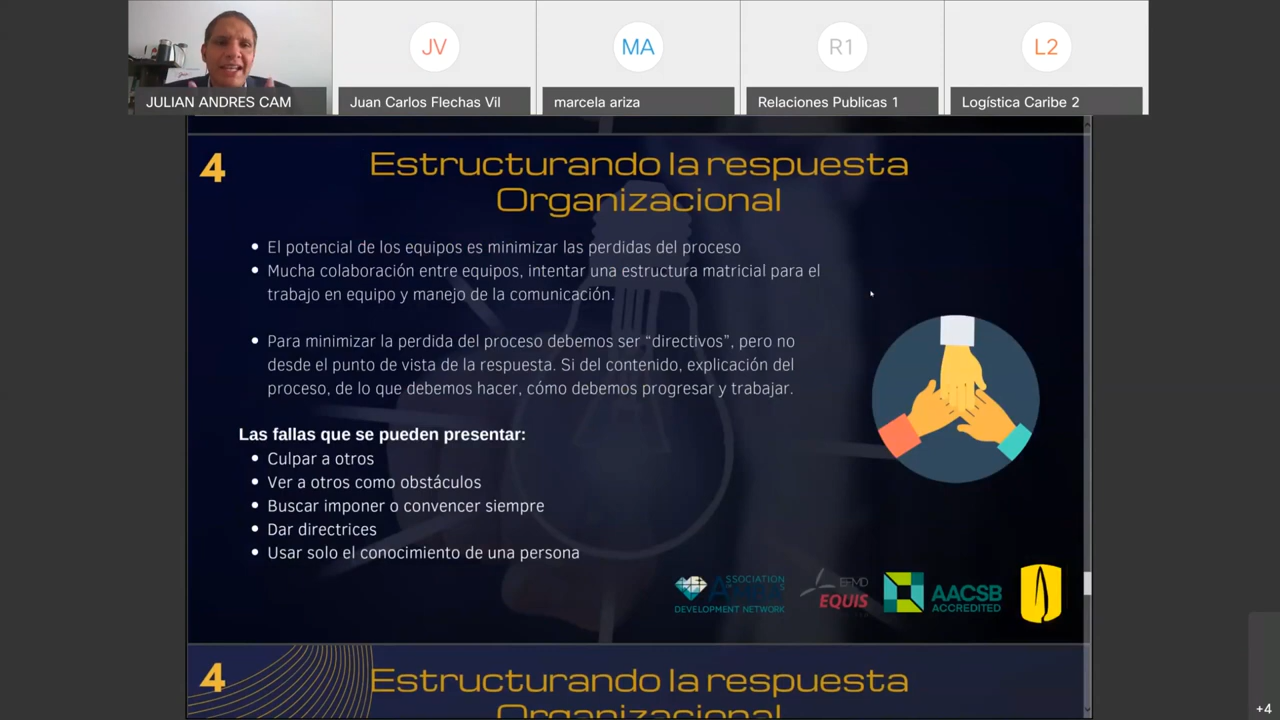 JV
MA
R1
L2
JULIAN ANDRES CAM
Juan Carlos Flechas Vil
marcela ariza
Relaciones Publicas 1
Logística Caribe 2
4
Estructurando la respuesta
Organizacional
El potencial de los equipos es minimizar las perdidas del proceso
Mucha colaboración entre equipos, intentar una estructura matricial para el
trabajo en equipo y manejo de la comunicación.
Para minimizar la perdida del proceso debemos ser “directivos”, pero no
desde el punto de vista de la respuesta. Si del contenido, explicación del
proceso, de lo que debemos hacer, cómo debemos progresar y trabajar.
Las fallas que se pueden presentar:
Culpar a otros
Ver a otros como obstáculos
Buscar imponer o convencer siempre
Dar directrices
Usar solo el conocimiento de una persona
SSOCIATION
DEVELOPMENT NETWORK
EFMD
EQUIS
AACSB
ACCREDITED
4
Estructurando la respuesta
Organizacional
+4